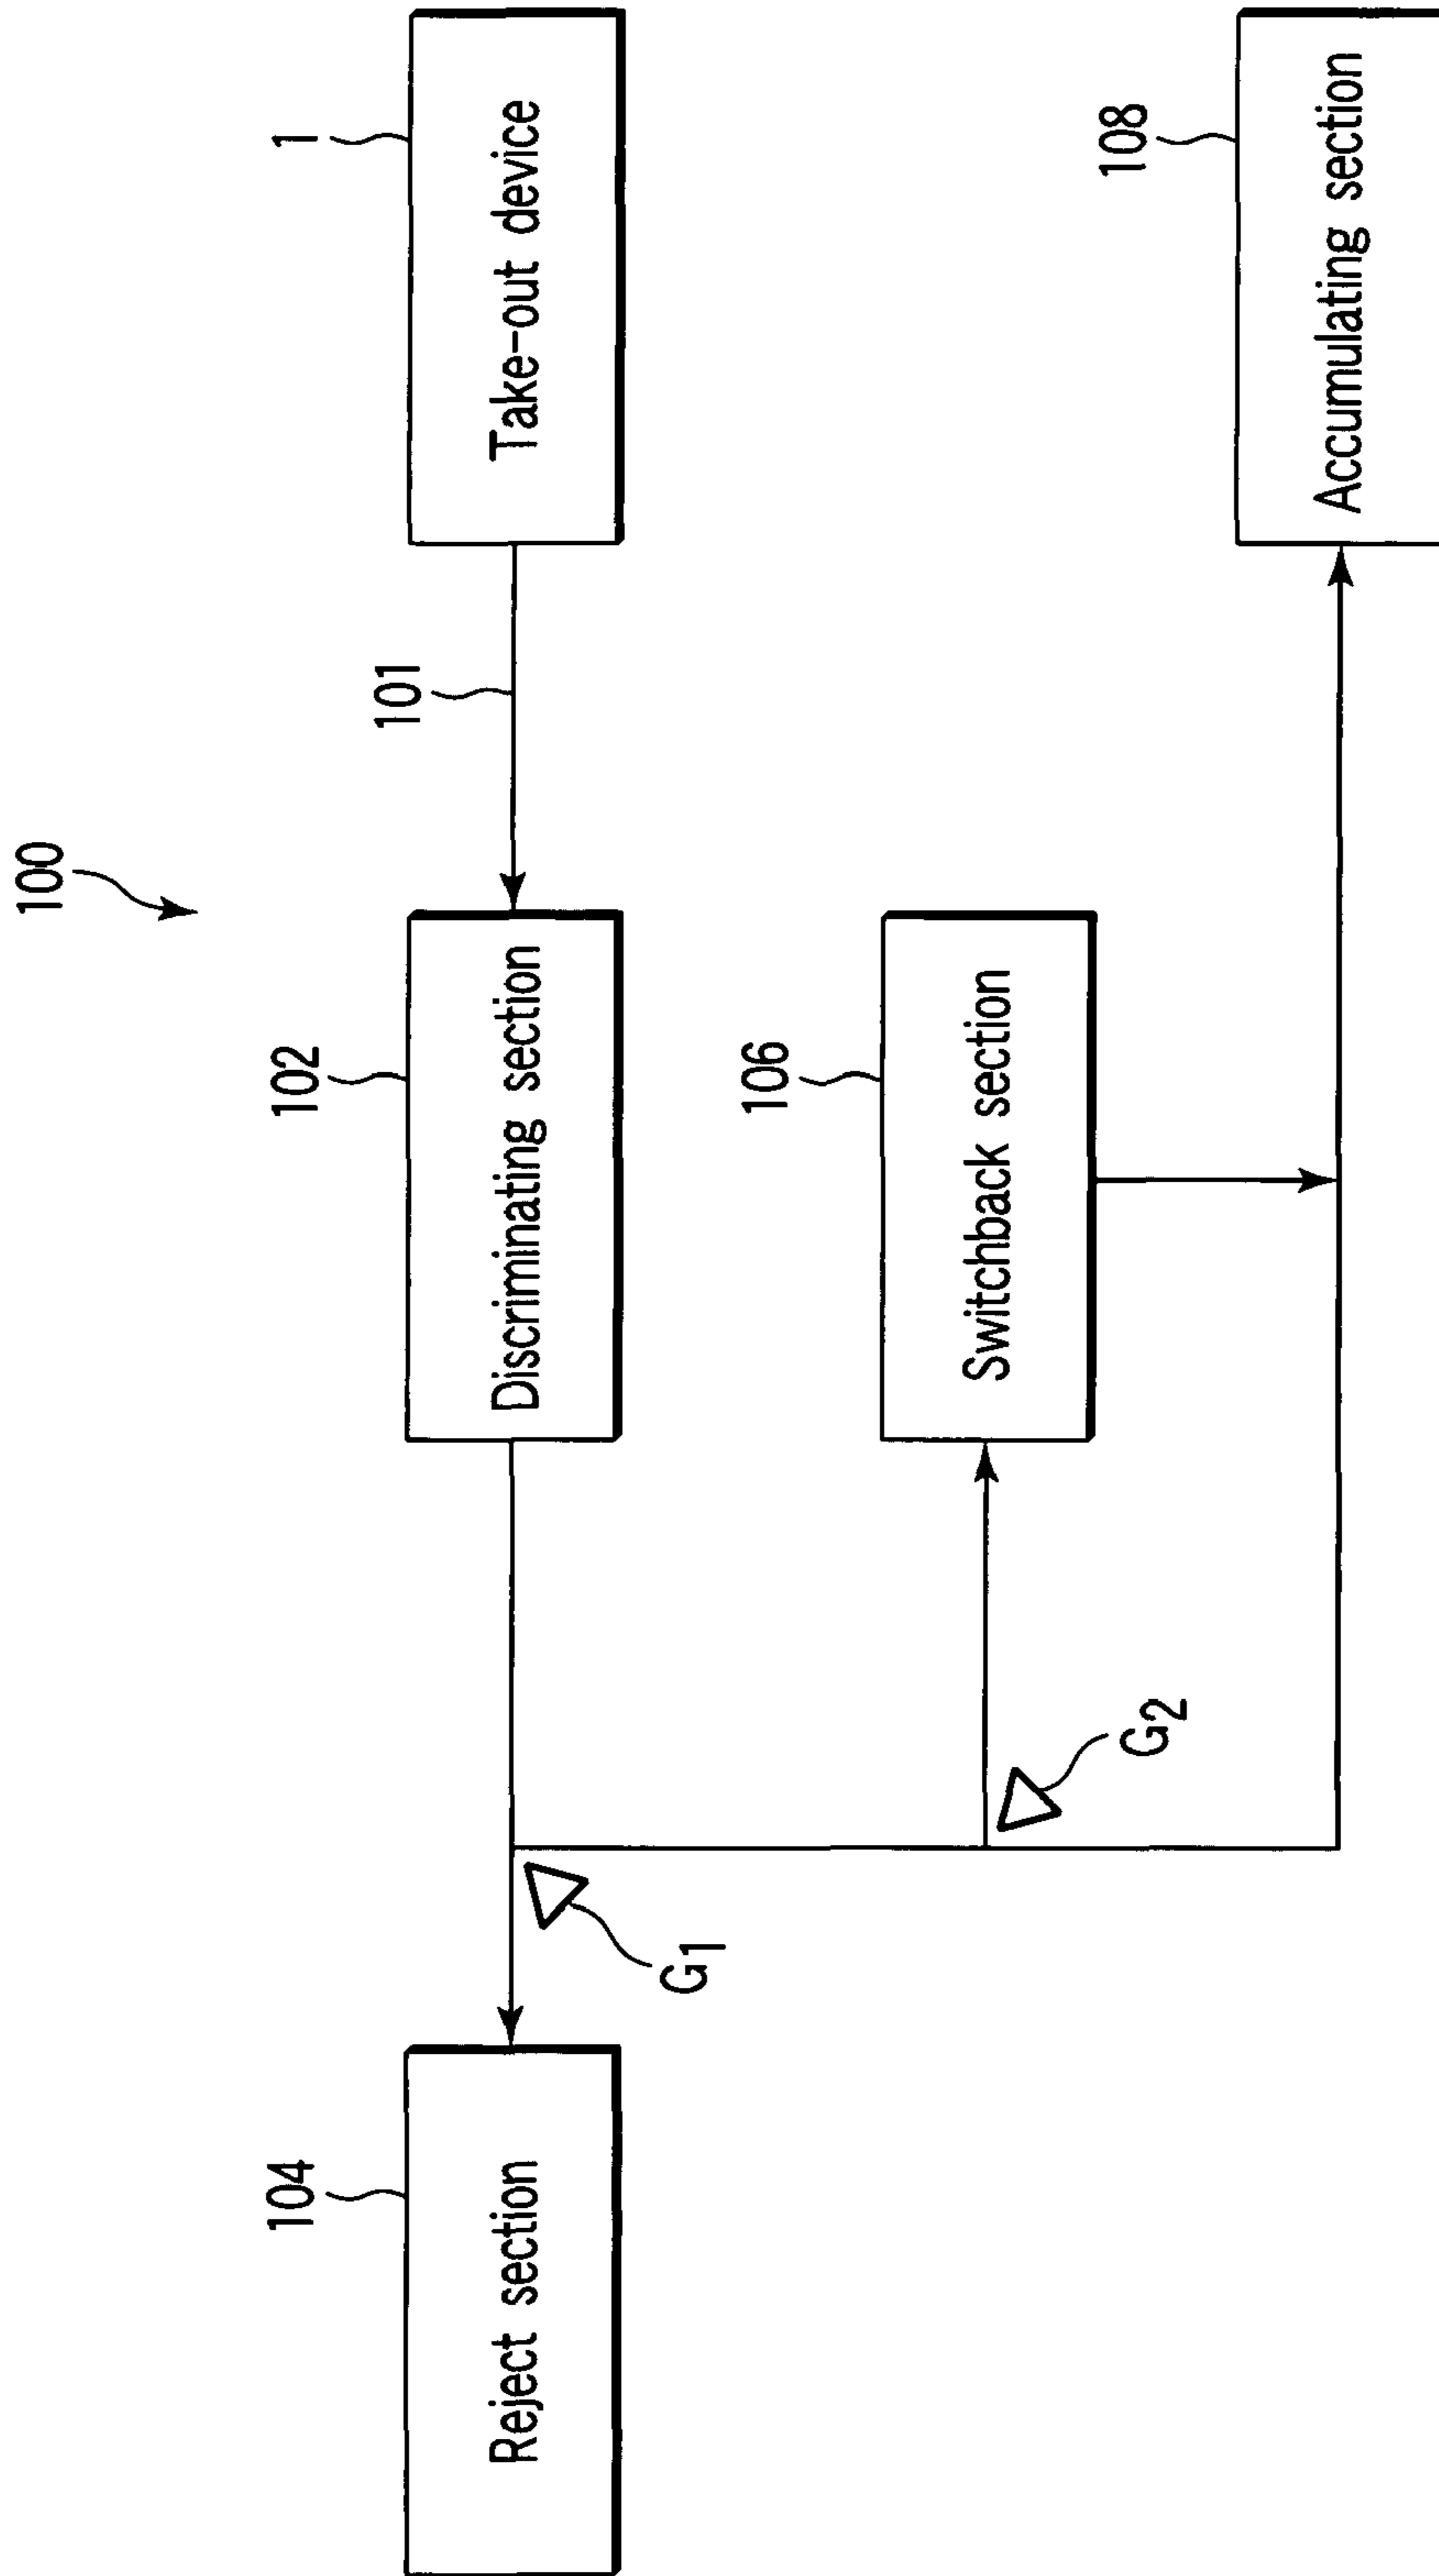 100
1
Take-out device
101
102
Discriminating section
104
Reject section
G1
106
Switchback section
G2
108
Accumulating section